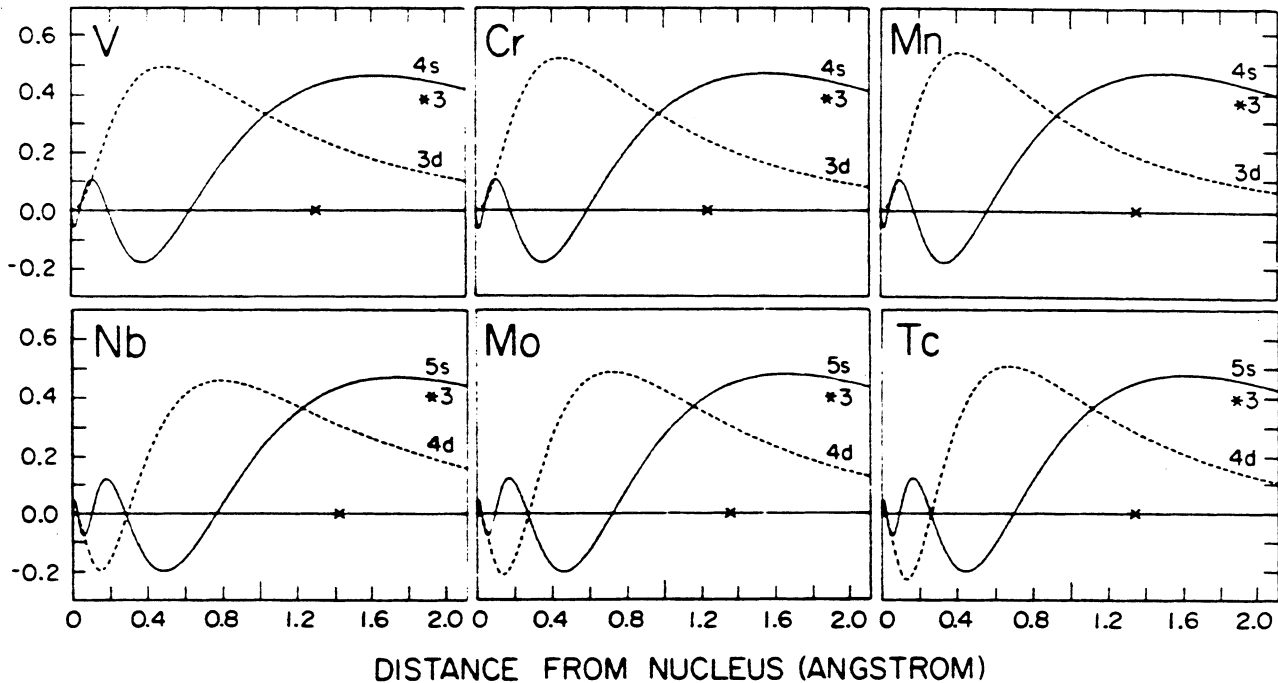 V
Cr
Mn
0.6
0.4
0.2
0.0
-0.2
4s
*3
3d
4s
*3
3d
4s
*3
3d
Nb
Mo
Tc
0.6
0.4
0.2
0.0
-0.2
5s
*3
4d
5s
*3
4d
5s
*3
4d
0 0.4 0.8 1.2 1.6 2.0 0 0.4 0.8 1.2 1.6 2.0 0 0.4 0.8 1.2 1.6 2.0
DISTANCE FROM NUCLEUS (ANGSTROM)